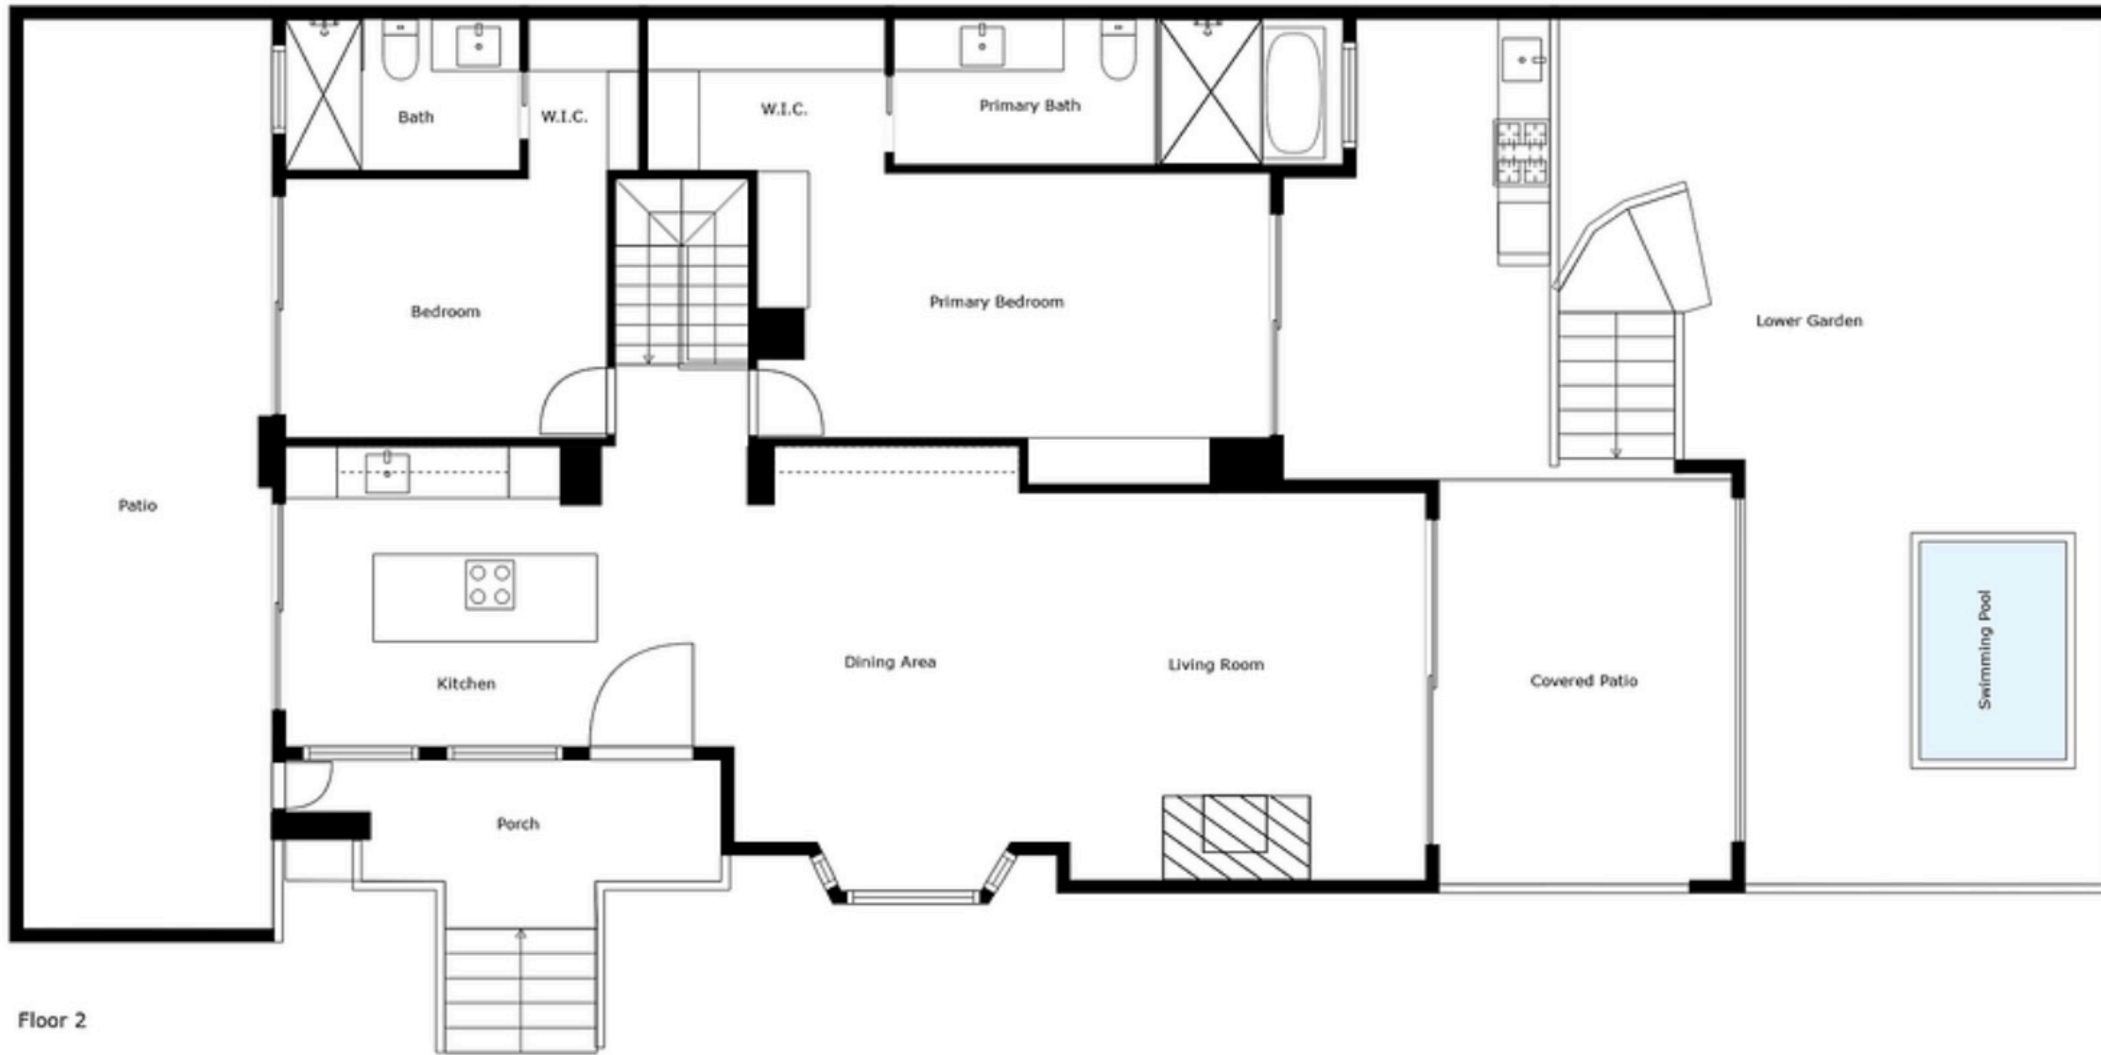 Bath
W.I.C.
W.I.C.
Primary Bath
Bedroom
Primary Bedroom
Lower Garden
Patio
Kitchen
Dining Area
Living Room
Covered Patio
Swimming Pool
Porch
Floor 2